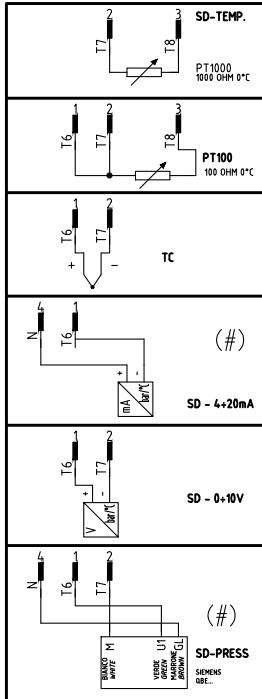 2 3 SD-TEMP.
T7 T8
PT1000
1000 OHM 0°C
1 2 3
T6 T7 T8
PT100
100 OHM 0°C
1 2
T6 T7
+ -
TC
4 1
N T6
(#)
+ -
mA bar/°C
SD - 4÷20mA
1 2
T6 T7
+ -
V bar/°C
SD - 0÷10V
4 1 2
N T6 T7
(#)
M U1 GL
BIANCO
WHITE
VERDE
GREEN
MARRONE
BROWN
SD-PRESS
SIEMENS
QBE...